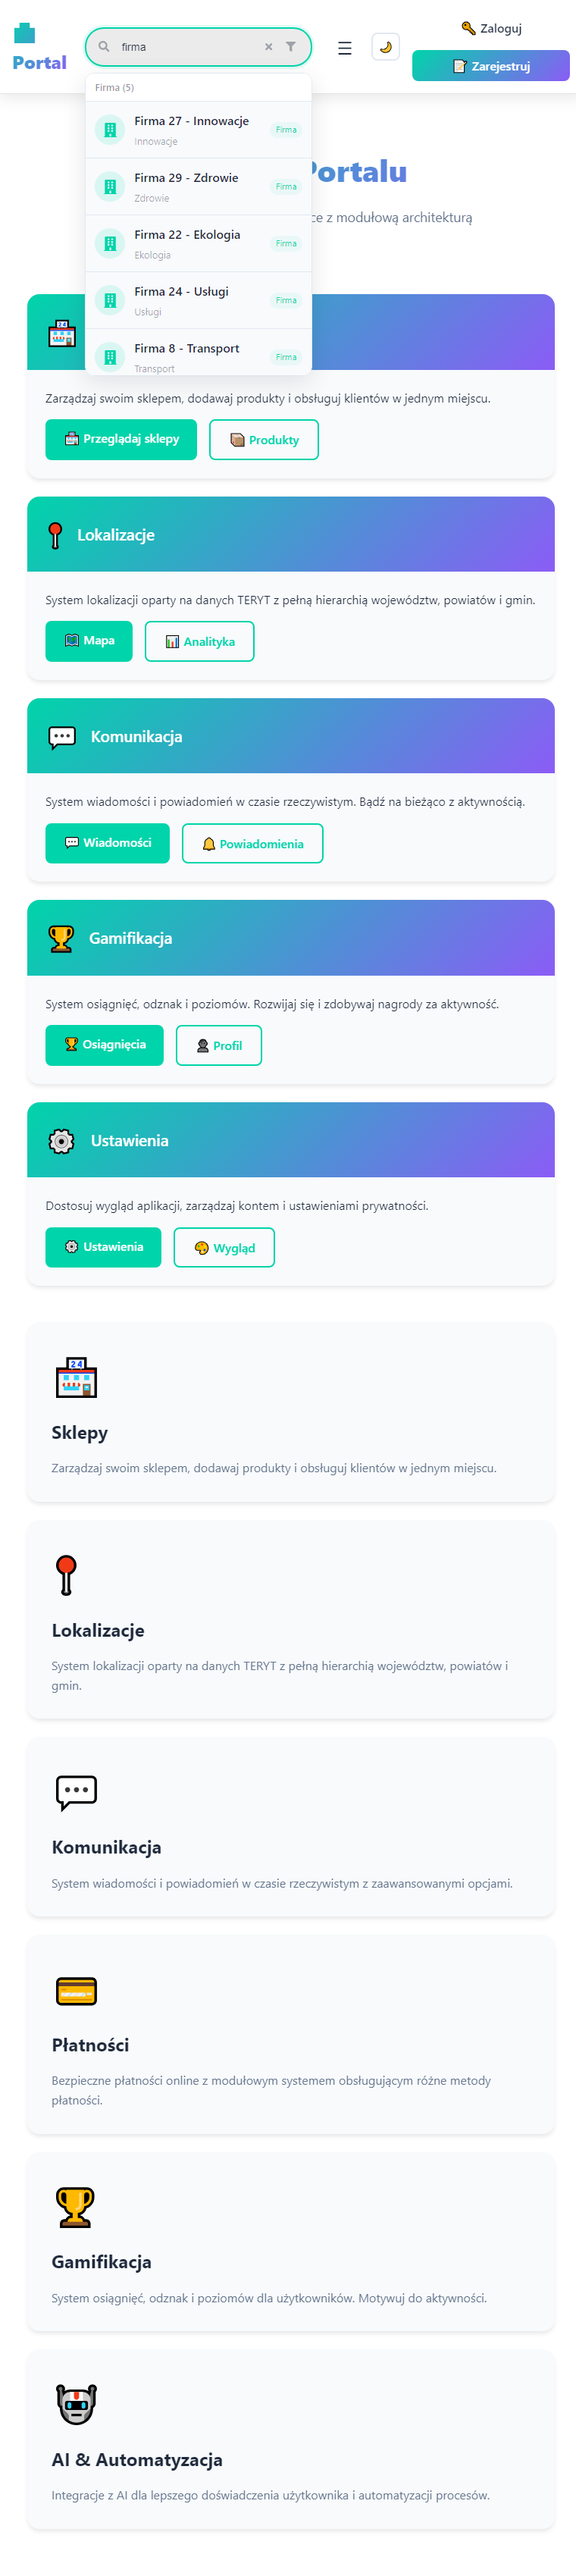 Portal
firma
Zaloguj
Zarejestruj
Firma (5)
Firma 27 - Innowacje
Innowacje
Firma
Firma 29 - Zdrowie
Zdrowie
Firma
Firma 22 - Ekologia
Ekologia
Firma
Firma 24 - Usługi
Usługi
Firma
Firma 8 - Transport
Transport
Firma
Portalu
z modułową architekturą
24
Zarządzaj swoim sklepem, dodawaj produkty i obsługuj klientów w jednym miejscu.
Przeglądaj sklepy
Produkty
Lokalizacje
System lokalizacji oparty na danych TERYT z pełną hierarchią województw, powiatów i gmin.
Mapa
Analityka
Komunikacja
System wiadomości i powiadomień w czasie rzeczywistym. Bądź na bieżąco z aktywnością.
Wiadomości
Powiadomienia
Gamifikacja
System osiągnięć, odznak i poziomów. Rozwijaj się i zdobywaj nagrody za aktywność.
Osiągnięcia
Profil
Ustawienia
Dostosuj wygląd aplikacji, zarządzaj kontem i ustawieniami prywatności.
Ustawienia
Wygląd
24
Sklepy
Zarządzaj swoim sklepem, dodawaj produkty i obsługuj klientów w jednym miejscu.
Lokalizacje
System lokalizacji oparty na danych TERYT z pełną hierarchią województw, powiatów i
gmin.
Komunikacja
System wiadomości i powiadomień w czasie rzeczywistym z zaawansowanymi opcjami.
Płatności
Bezpieczne płatności online z modułowym systemem obsługującym różne metody
płatności.
Gamifikacja
System osiągnięć, odznak i poziomów dla użytkowników. Motywuj do aktywności.
AI & Automatyzacja
Integracje z AI dla lepszego doświadczenia użytkownika i automatyzacji procesów.